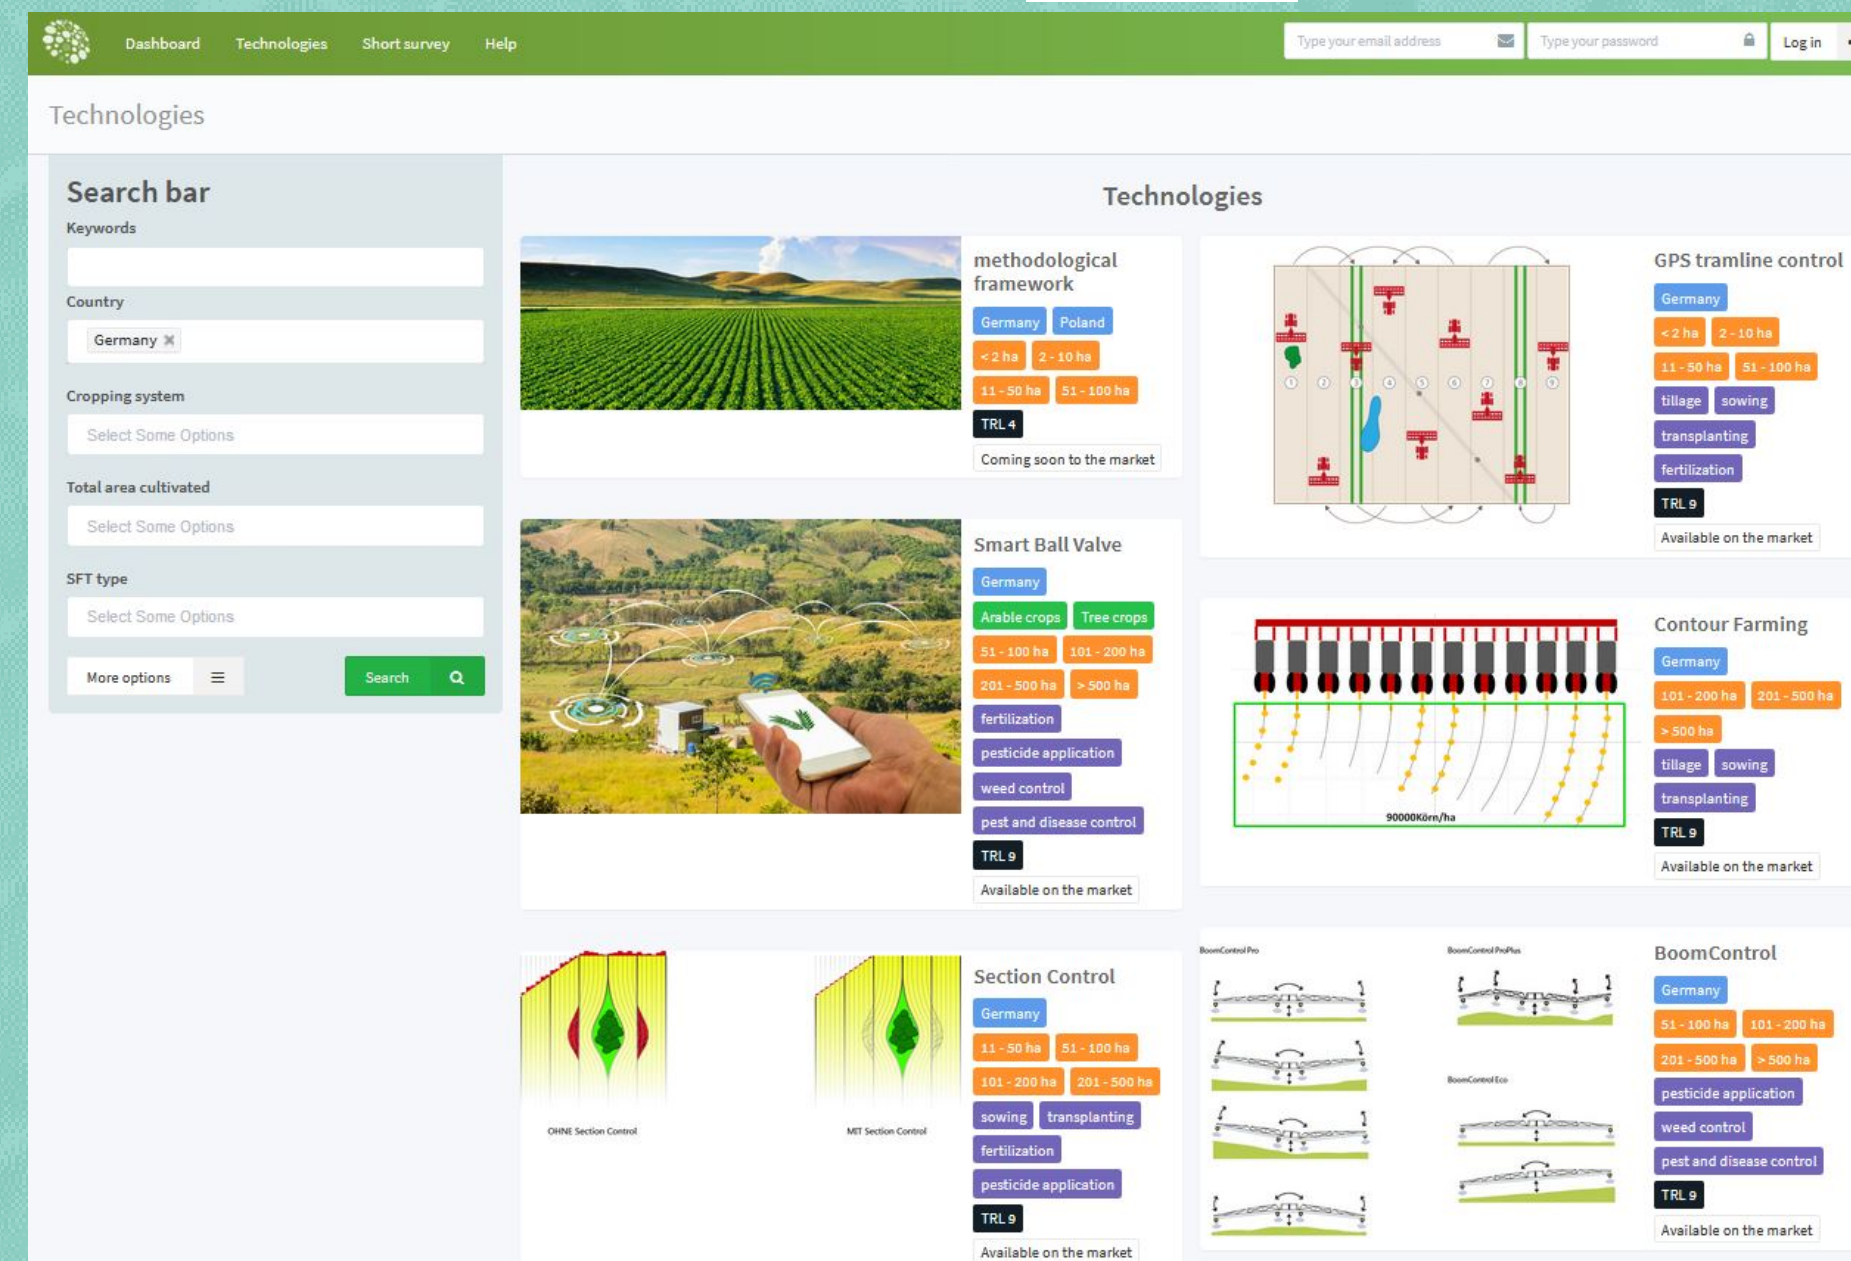 Dashboard Technologies Short survey Help
Type your email address
Type your password
Log in
Technologies
Search bar
Keywords
Country
Germany
Cropping system
Select Some Options
Total area cultivated
Select Some Options
SFT type
Select Some Options
More options
Search
Technologies
methodological
framework
Germany Poland
< 2 ha 2 - 10 ha
11 - 50 ha 51 - 100 ha
TRL 4
Coming soon to the market
1 2 3 4 5 6 7 8 9
GPS tramline control
Germany
< 2 ha 2 - 10 ha
11 - 50 ha 51 - 100 ha
tillage sowing
transplanting
fertilization
TRL 9
Available on the market
Smart Ball Valve
Germany
Arable crops Tree crops
51 - 100 ha 101 - 200 ha
201 - 500 ha > 500 ha
fertilization
pesticide application
weed control
pest and disease control
TRL 9
Available on the market
90000Körn/ha
Contour Farming
Germany
101 - 200 ha 201 - 500 ha
> 500 ha
tillage sowing
transplanting
TRL 9
Available on the market
OHNE Section Control
MIT Section Control
Section Control
Germany
11 - 50 ha 51 - 100 ha
101 - 200 ha 201 - 500 ha
sowing transplanting
fertilization
pesticide application
TRL 9
Available on the market
BoomControl Pro
BoomControl ProPlus
BoomControl Eco
BoomControl
Germany
51 - 100 ha 101 - 200 ha
201 - 500 ha > 500 ha
pesticide application
weed control
pest and disease control
TRL 9
Available on the market